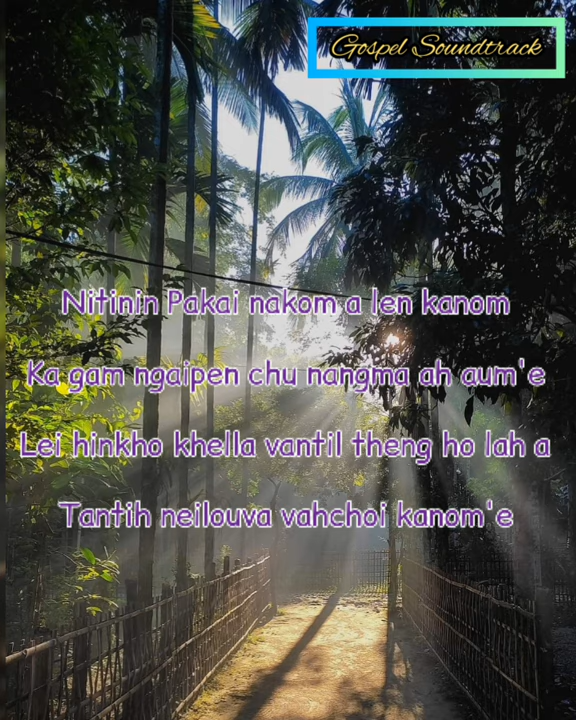 Gospel Soundtrack
Nitinin Pakai nakom a len kanom
Ka gam ngaipen chu nangma ah aum'e
Lei hinkho khella vantil theng ho lah a
Tantih neilouva vahchoi kanom'e